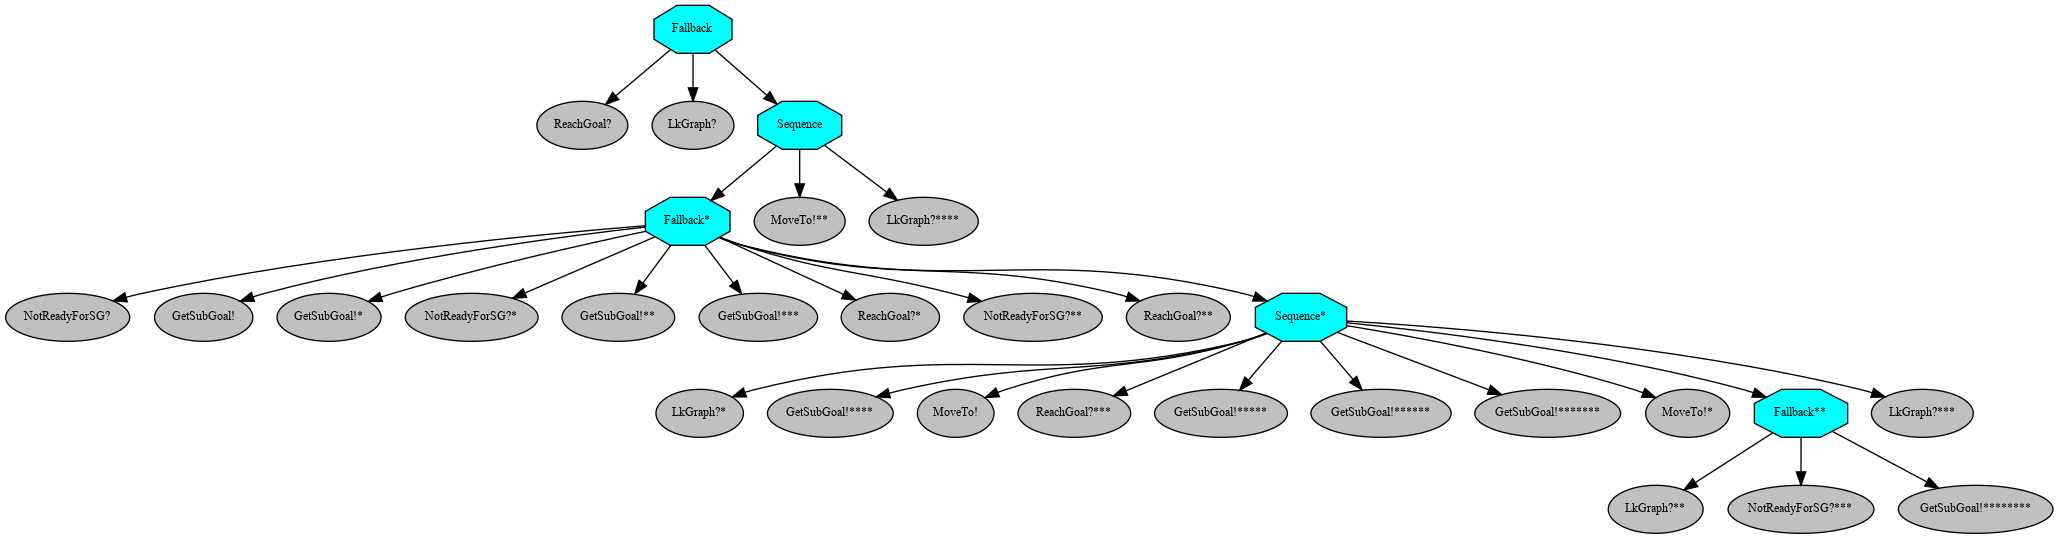 Fallback
ReachGoal?
LkGraph?
Sequence
Fallback*
MoveTo!**
LkGraph?****
NotReadyForSG?
GetSubGoal!
GetSubGoal!*
NotReadyForSG?*
GetSubGoal!**
GetSubGoal!***
ReachGoal?*
NotReadyForSG?**
ReachGoal?**
Sequence*
LkGraph?*
GetSubGoal!****
MoveTo!
ReachGoal?***
GetSubGoal!*****
GetSubGoal!******
GetSubGoal!*******
MoveTo!*
Fallback**
LkGraph?***
LkGraph?**
NotReadyForSG?***
GetSubGoal!********